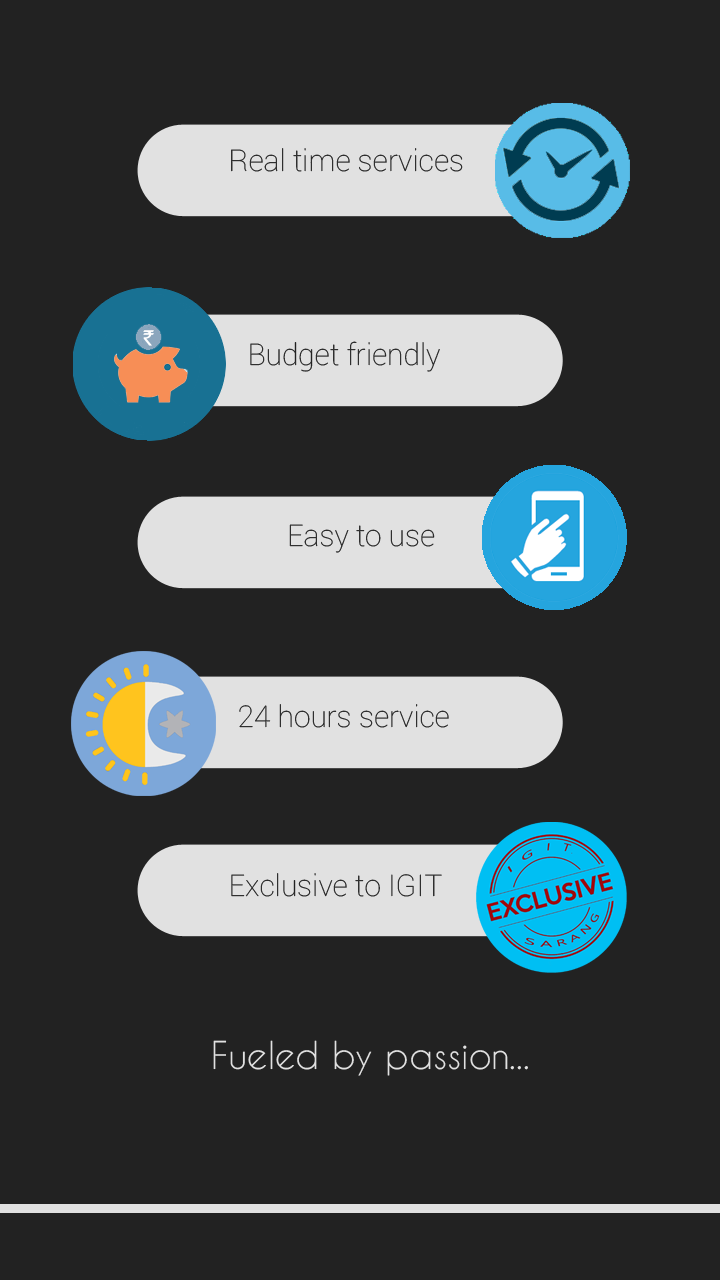 Real time services
₹
Budget friendly
Easy to use
24 hours service
Exclusive to IGIT
IGIT
EXCLUSIVE
SARANG
Fueled by passion...